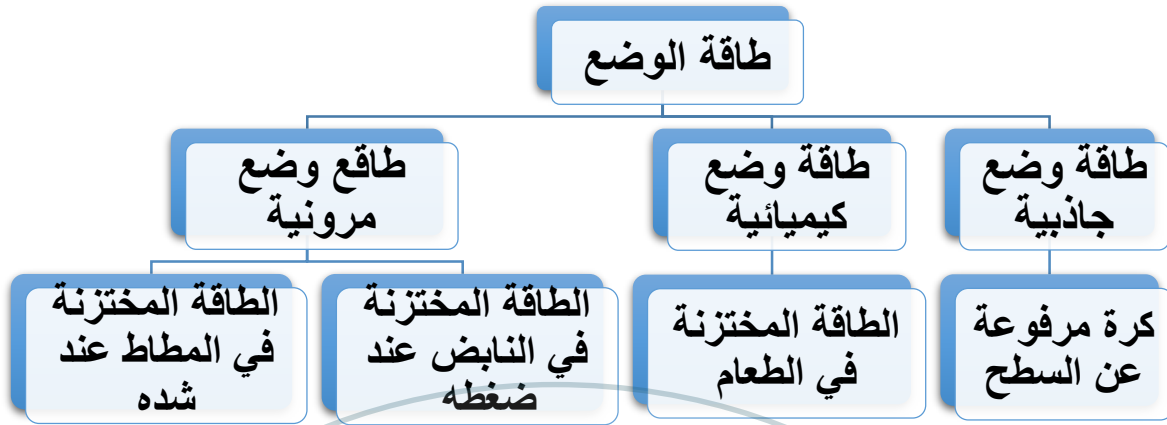 طاقة الوضع
طاقة وضع
جاذبية
طاقة وضع
كيميائية
طاقع وضع
مرونية
كرة مرفوعة
عن السطح
الطاقة المختزنة
في الطعام
الطاقة المختزنة
في النابض عند
ضغطه
الطاقة المختزنة
في المطاط عند
شده